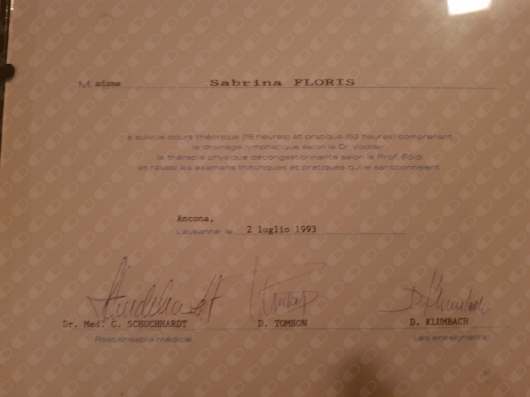 Madame Sabrina FLORIS
a suivi le cours théorique (18 heures) et pratique (92 heures) comprenant
le drainage lymphatique selon le Dr Vodder,
la thérapie physique décongestionnante selon le Prof. Földi
et réussi les examens théoriques et pratiques qui le sanctionnent
Ancona,
Lausanne, le 2 luglio 1993
Dr. Med. C. SCHUCHHARDT D. TOMSON D. KLUMBACH
Responsable médical Les enseignants